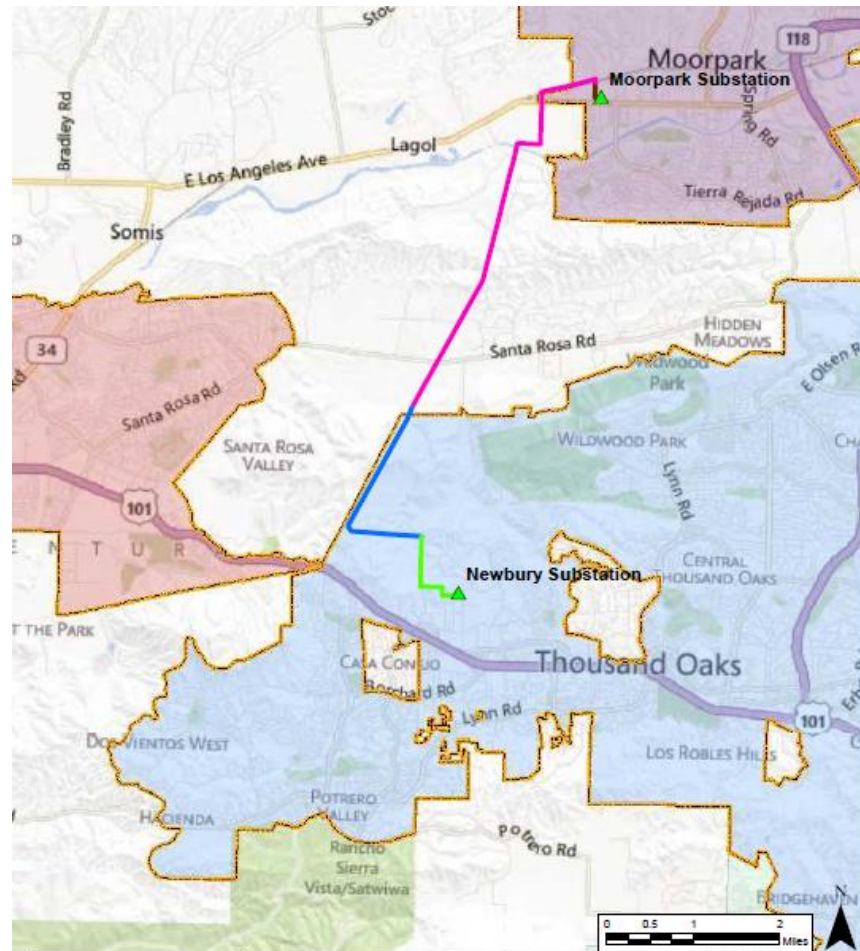 118
Moorpark
Moorpark Substation
Bradley Rd
Spring Rd
Lagol
E Los Angeles Ave
Tierra Rejada Rd
Somis
HIDDEN
MEADOWS
34
Santa Rosa Rd
Wildwood
Park
E Olsen R
Santa Rosa Rd
SANTA ROSA
VALLEY
WILDWOOD PARK
CHA
Lynn Rd
101
E N T U R
CENTRAL
THOUSAND OAKS
Newbury Substation
T THE PARK
CASA CONEJO
Thousand Oaks
Borchard Rd
Lynn Rd
101
DOS VIENTOS WEST
LOS ROBLES HILLS
POTRERO
VALLEY
HACIENDA
Potrero Rd
Rancho
Sierra
Vista/Satwiwa
BRIDGEHAVEN
N
0 0.5 1 2
Miles